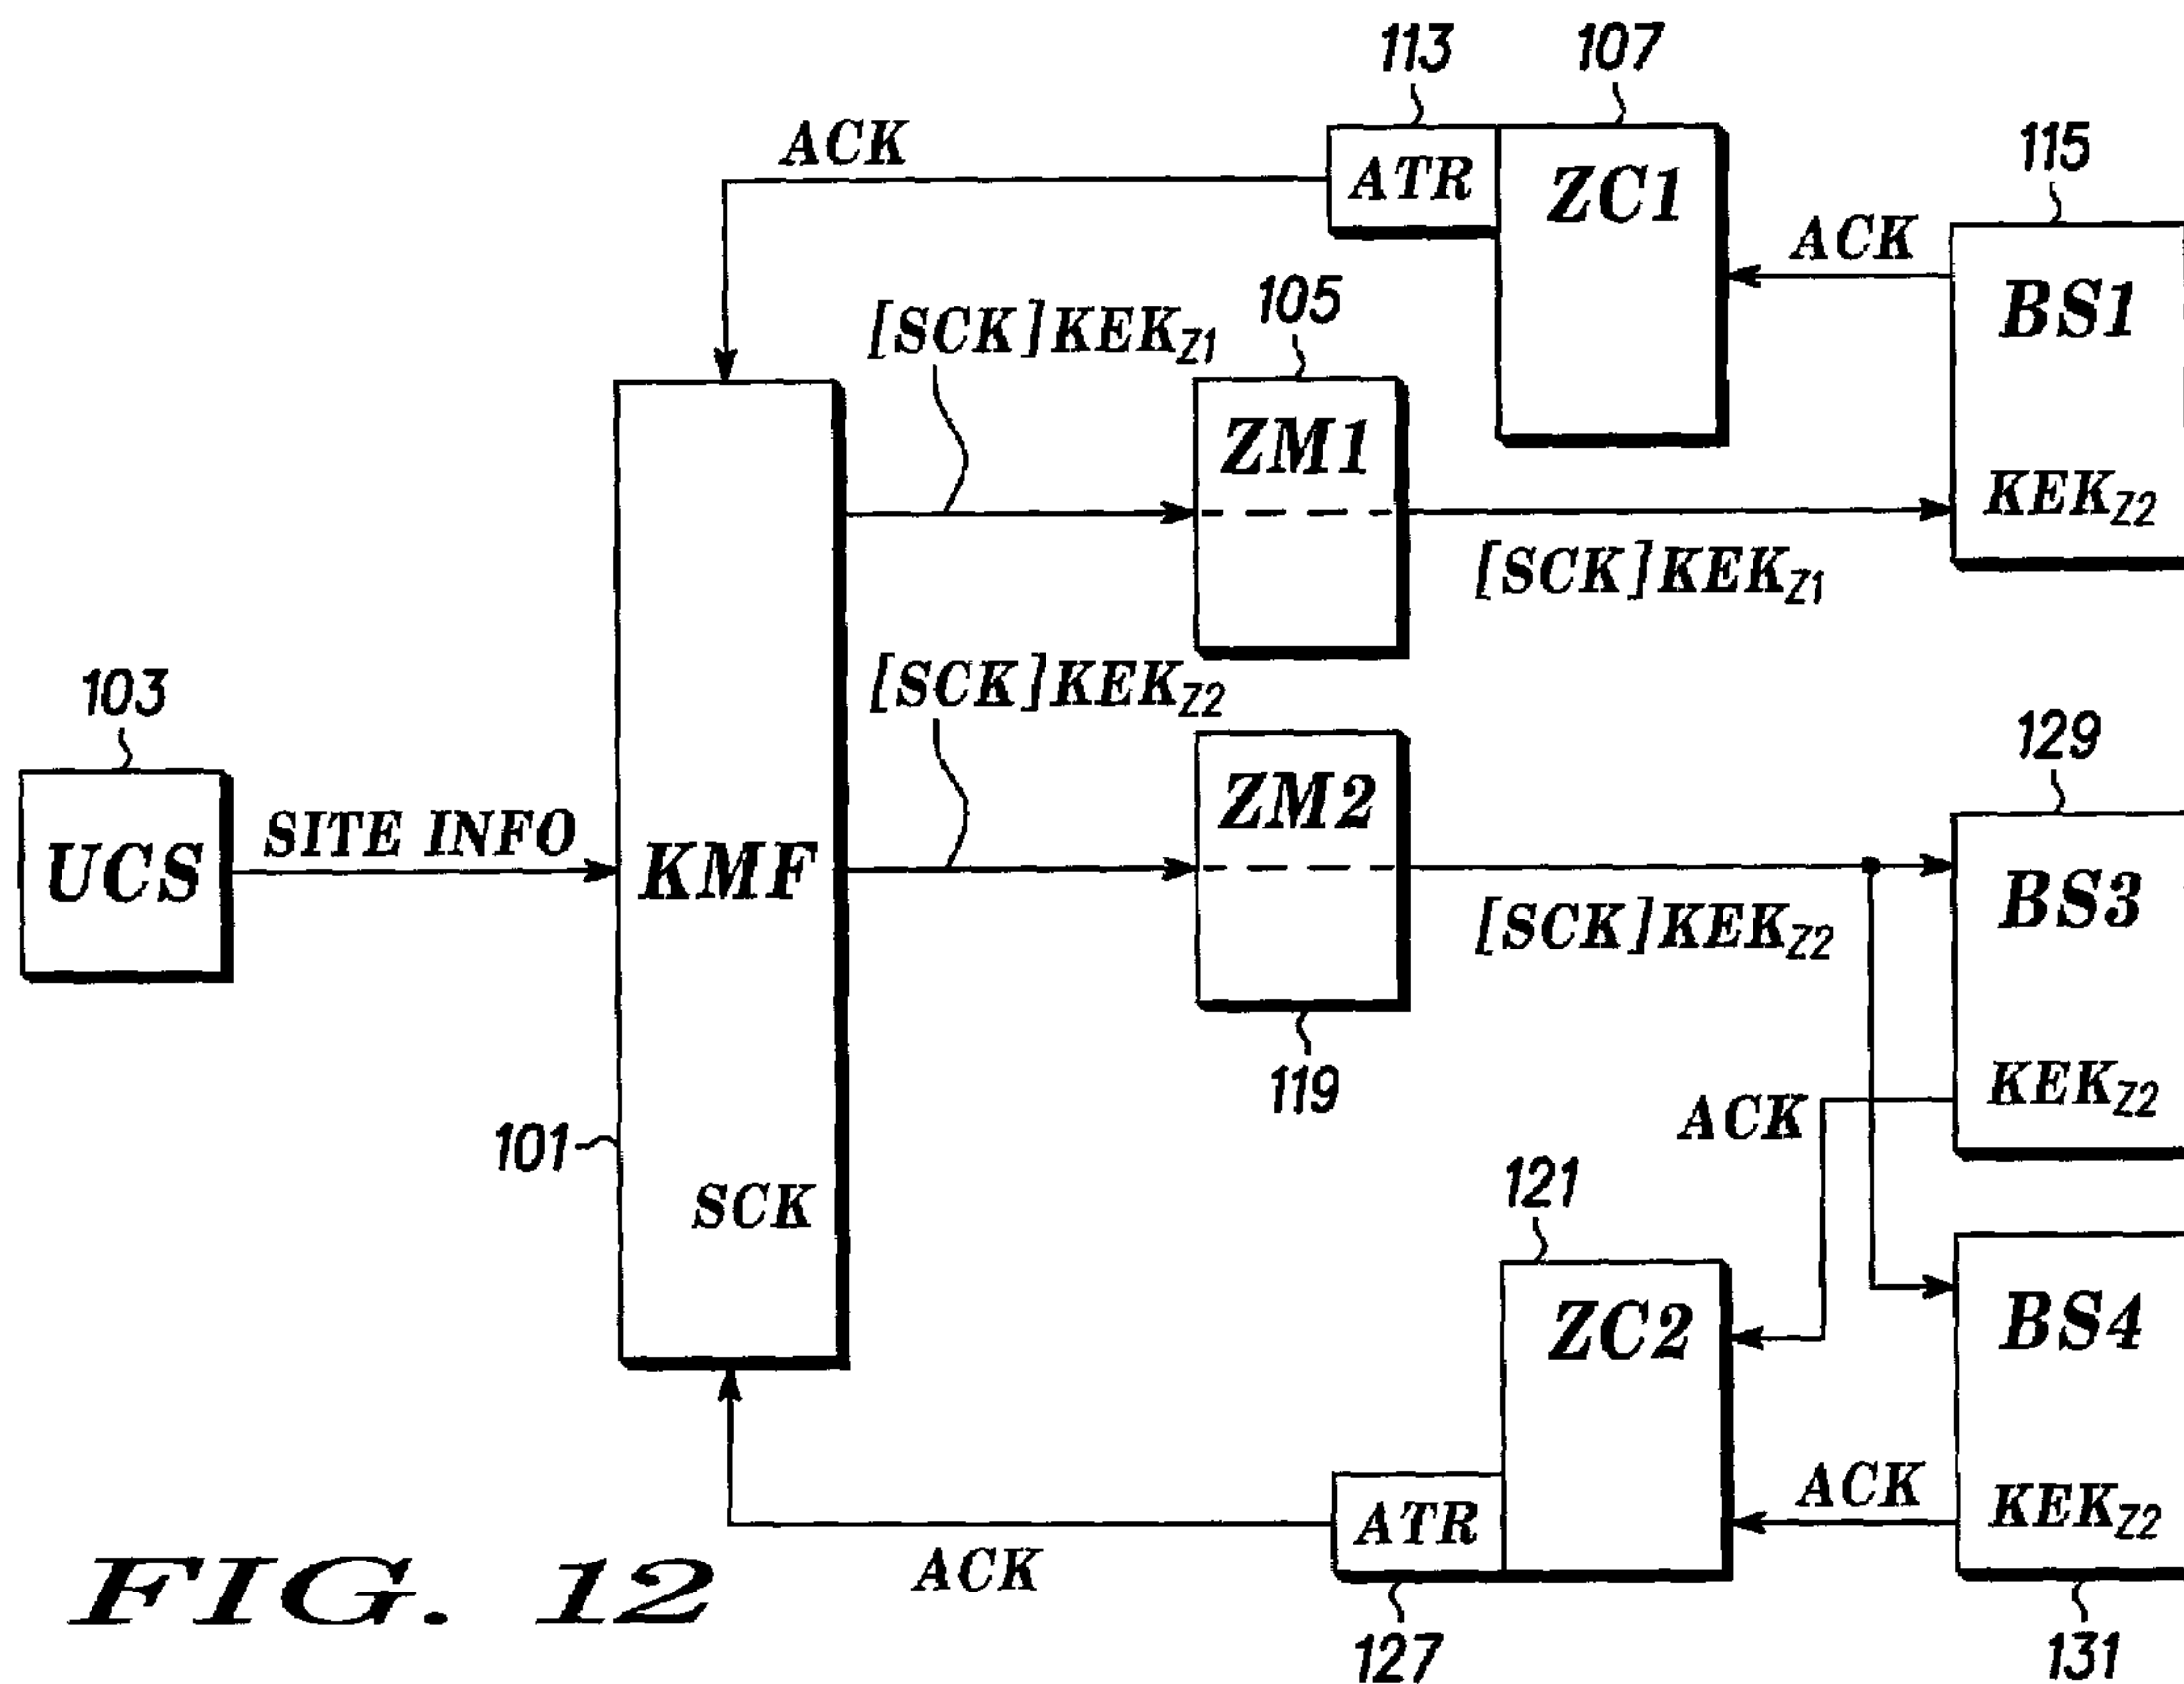 113
107
ACK
ATR
ZC1
115
ACK
BS1
[SCK]KEKZ1
105
ZM1
KEKZ2
[SCK]KEKZ1
103
[SCK]KEKZ2
129
UCS
SITE INFO
KMF
ZM2
BS3
[SCK]KEKZ2
119
KEKZ2
ACK
101
SCK
121
ZC2
BS4
ACK
KEKZ2
ATR
ACK
127
131
FIG. 12